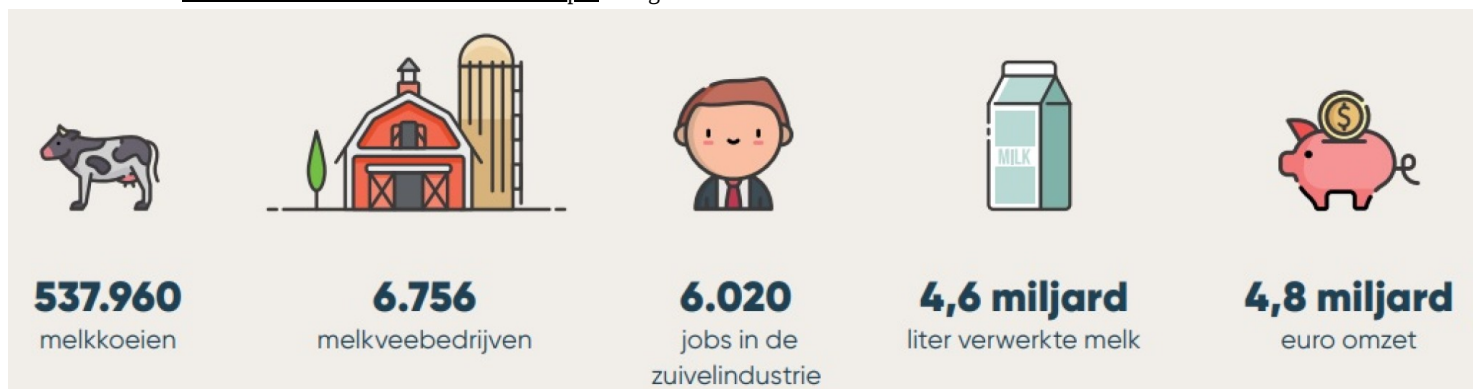 537.960
melkkoeien
6.756
melkveebedrijven
6.020
jobs in de
zuivelindustrie
MILK
4,6 miljard
liter verwerkte melk
$
4,8 miljard
euro omzet